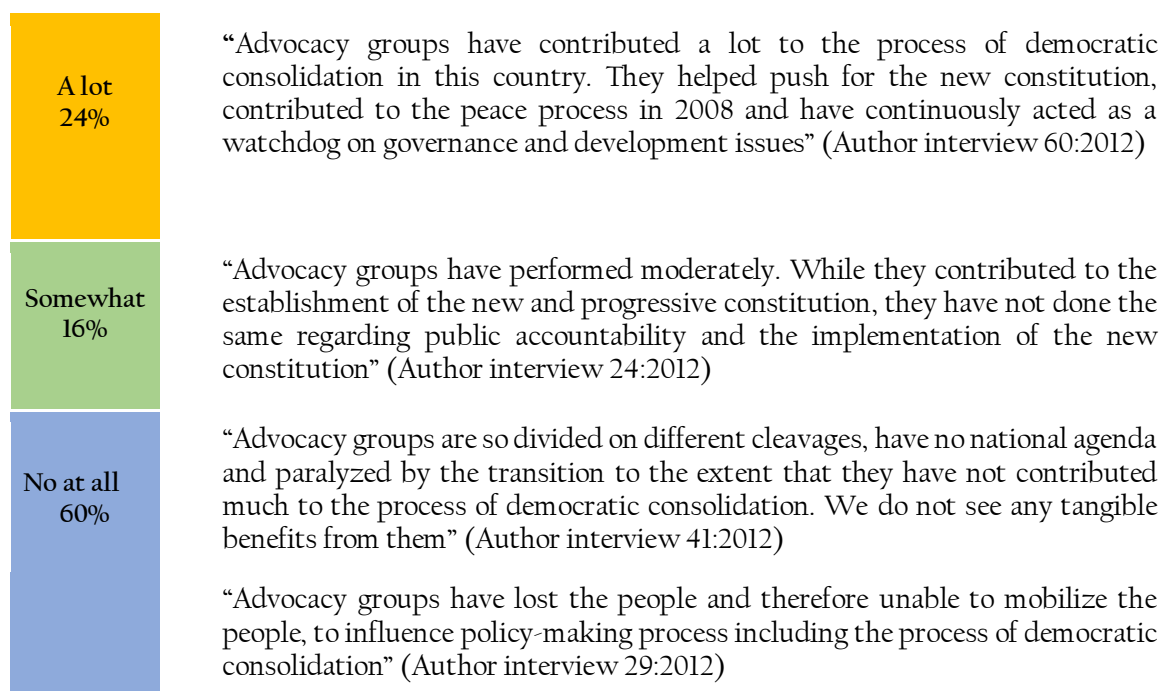 A lot
24%
“Advocacy groups have contributed a lot to the process of democratic
consolidation in this country. They helped push for the new constitution,
contributed to the peace process in 2008 and have continuously acted as a
watchdog on governance and development issues” (Author interview 60:2012)
Somewhat
16%
“Advocacy groups have performed moderately. While they contributed to the
establishment of the new and progressive constitution, they have not done the
same regarding public accountability and the implementation of the new
constitution” (Author interview 24:2012)
No at all
60%
“Advocacy groups are so divided on different cleavages, have no national agenda
and paralyzed by the transition to the extent that they have not contributed
much to the process of democratic consolidation. We do not see any tangible
benefits from them” (Author interview 41:2012)
“Advocacy groups have lost the people and therefore unable to mobilize the
people, to influence policy-making process including the process of democratic
consolidation” (Author interview 29:2012)